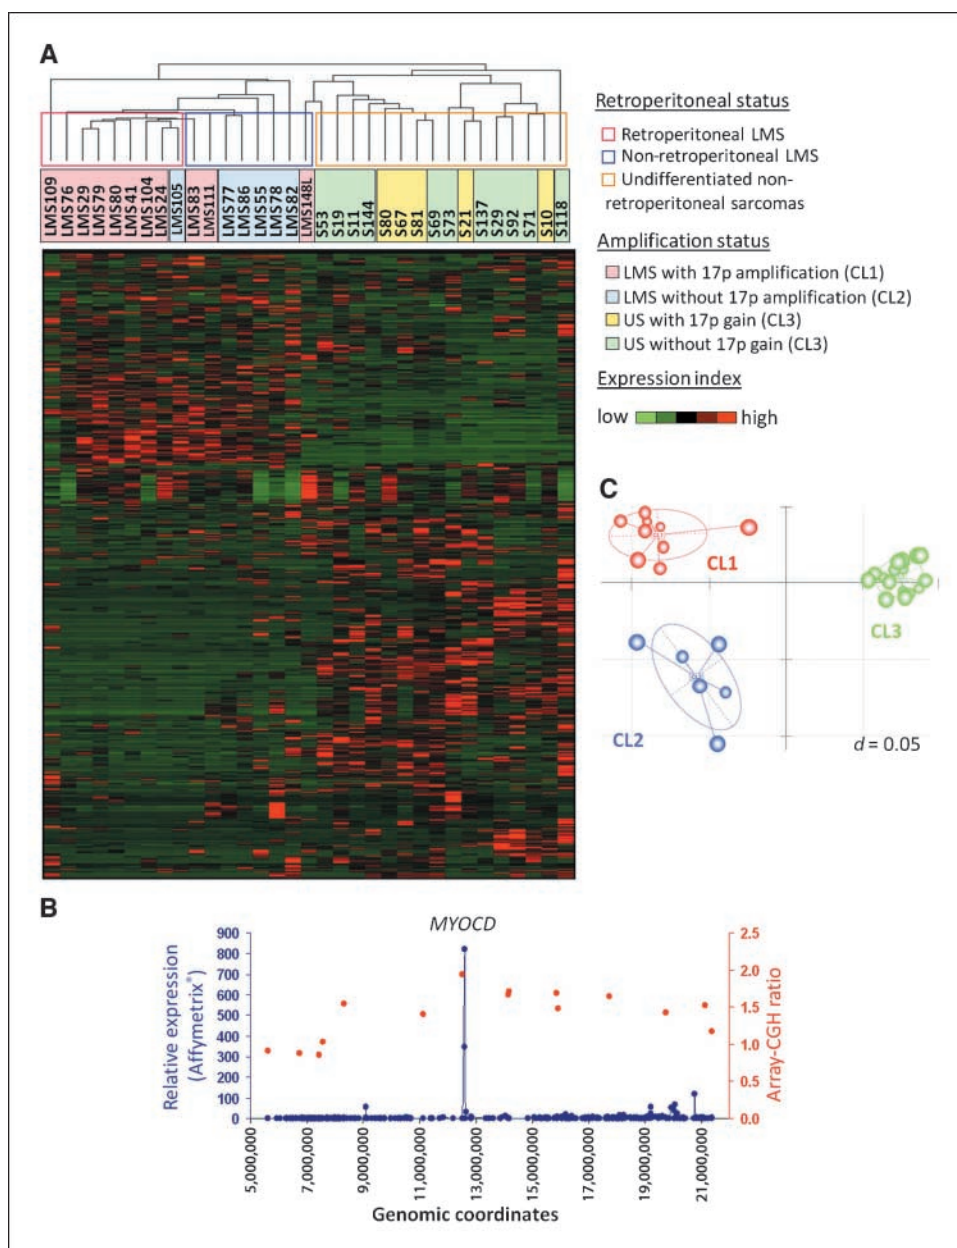 A
Retroperitoneal status
Retroperitoneal LMS
Non-retroperitoneal LMS
Undifferentiated non-
retroperitoneal sarcomas
LMS109
LMS76
LMS29
LMS79
LMS80
LMS41
LMS104
LMS24
LMS105
LMS83
LMS111
LMS77
LMS86
LMS55
LMS78
LMS82
LMS148L
S53
S19
S11
S144
S80
S67
S81
S69
S73
S21
S137
S29
S92
S71
S10
S118
Amplification status
LMS with 17p amplification (CL1)
LMS without 17p amplification (CL2)
US with 17p gain (CL3)
US without 17p gain (CL3)
Expression index
low high
C
CL1
CL3
CL2
d = 0.05
B
MYOCD
Relative expression
(Affymetrix®)
900
800
700
600
500
400
300
200
100
0
2.5
2.0
1.5
1.0
0.5
0.0
Array-CGH ratio
5,000,000
7,000,000
9,000,000
11,000,000
13,000,000
15,000,000
17,000,000
19,000,000
21,000,000
Genomic coordinates